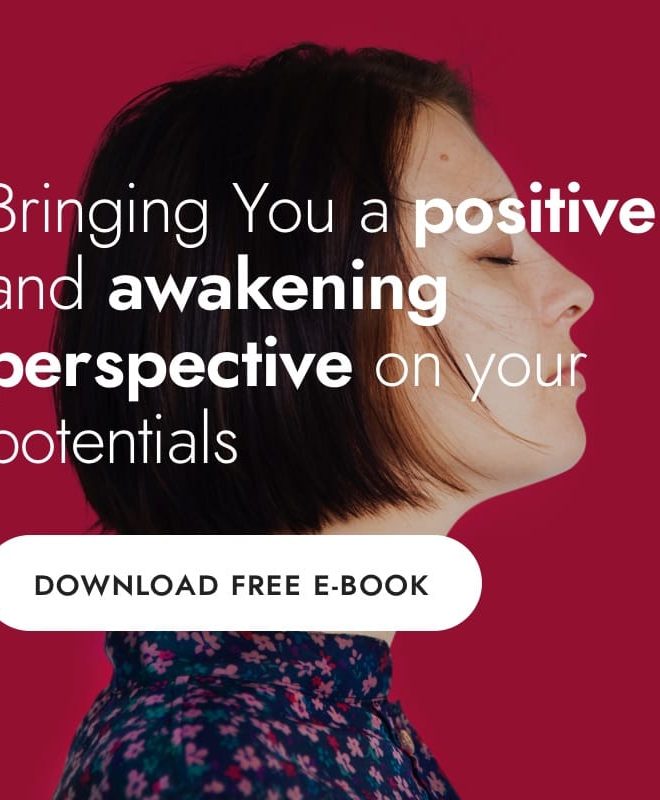 Bringing You a positive
and awakening
perspective on your
potentials
DOWNLOAD FREE E-BOOK